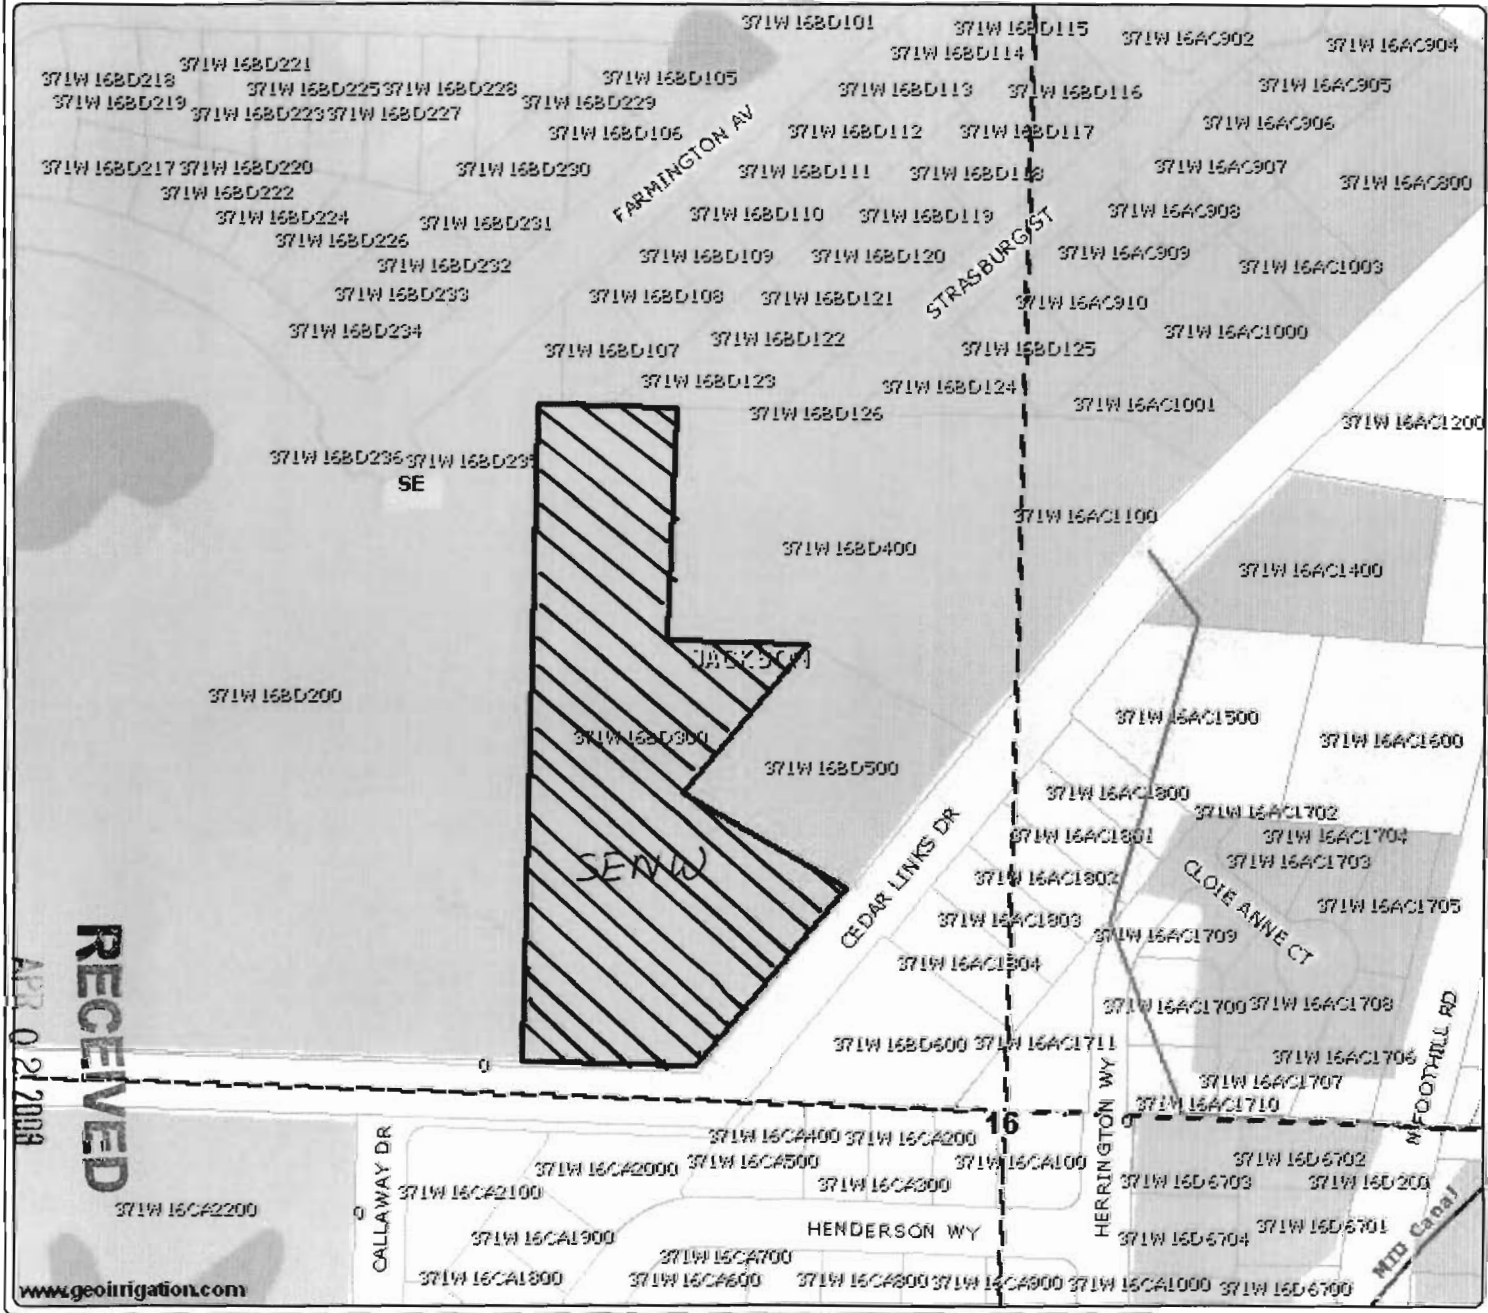 371W 16BD101
371W 16BD115
371W 16AC902
371W 16AC904
371W 16BD114
371W 16BD221
371W 16BD218
371W 16BD105
371W 16BD225 371W 16BD228
371W 16BD113
371W 16BD116
371W 16AC905
371W 16BD219
371W 16BD229
371W 16BD223 371W 16BD227
371W 16BD106
371W 16BD112
371W 16BD117
371W 16AC906
FARMINGTON AV
371W 16BD217 371W 16BD220
371W 16BD230
371W 16BD111
371W 16BD118
371W 16AC907
371W 16AC800
371W 16BD222
371W 16BD224
371W 16BD231
371W 16BD110
371W 16BD119
371W 16AC908
STRASBURG ST
371W 16BD226
371W 16BD109
371W 16BD120
371W 16AC909
371W 16BD232
371W 16AC1003
371W 16BD233
371W 16BD108
371W 16BD121
371W 16AC910
371W 16BD234
371W 16BD122
371W 16AC1000
371W 16BD107
371W 16BD125
371W 16BD123
371W 16BD124
371W 16AC1001
371W 16BD126
371W 16AC1200
371W 16BD236 371W 16BD235
SE
371W 16AC1100
371W 16BD400
371W 16AC1400
JACKSON
371W 16BD200
371W 16AC1500
371W 16BD300
371W 16AC1600
371W 16BD500
371W 16AC1800
371W 16AC1702
CEDAR LINKS DR
371W 16AC1801
371W 16AC1704
371W 16AC1703
SENW
371W 16AC1802
CLOIE ANNE CT
371W 16AC1705
371W 16AC1803
371W 16AC1709
371W 16AC1804
RECEIVED
APR 02 2009
371W 16AC1700 371W 16AC1708
371W 16BD600 371W 16AC1711
371W 16AC1706
0
N FOOTHILL RD
371W 16AC1707
371W 16AC1710
HERRINGTON WY
16
0
371W 16CA400 371W 16CA200
371W 16CA2000 371W 16CA500
371W 16CA100
371W 16D6702
CALLAWAY DR
371W 16CA2100
371W 16CA300
371W 16D6703
371W 16D200
371W 16CA2200
0
371W 16CA1900
HENDERSON WY
371W 16D6704
371W 16D6701
MID Canal
371W 16CA700
371W 16CA1800
371W 16CA600
371W 16CA800 371W 16CA900 371W 16CA1000 371W 16D6700
www.geoirrigation.com